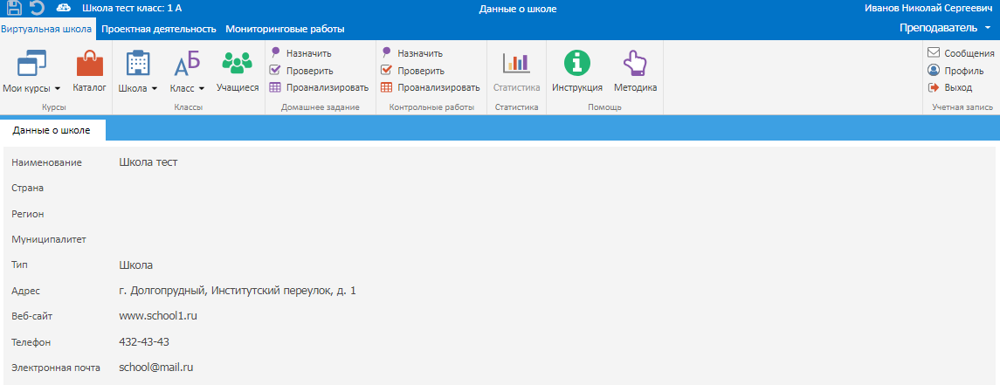 Школа тест класс: 1 А
Данные о школе
Иванов Николай Сергеевич
Виртуальная школа
Проектная деятельность
Мониторинговые работы
Преподаватель
Мои курсы
Каталог
Курсы
Школа
Класс
АБ
Учащиеся
Классы
Назначить
Проверить
Проанализировать
Домашнее задание
Назначить
Проверить
Проанализировать
Контрольные работы
Статистика
Статистика
Инструкция
Методика
Помощь
Сообщения
Профиль
Выход
Учетная запись
Данные о школе
Наименование Школа тест
Страна
Регион
Муниципалитет
Тип Школа
Адрес г. Долгопрудный, Институтский переулок, д. 1
Веб-сайт www.school1.ru
Телефон 432-43-43
Электронная почта school@mail.ru